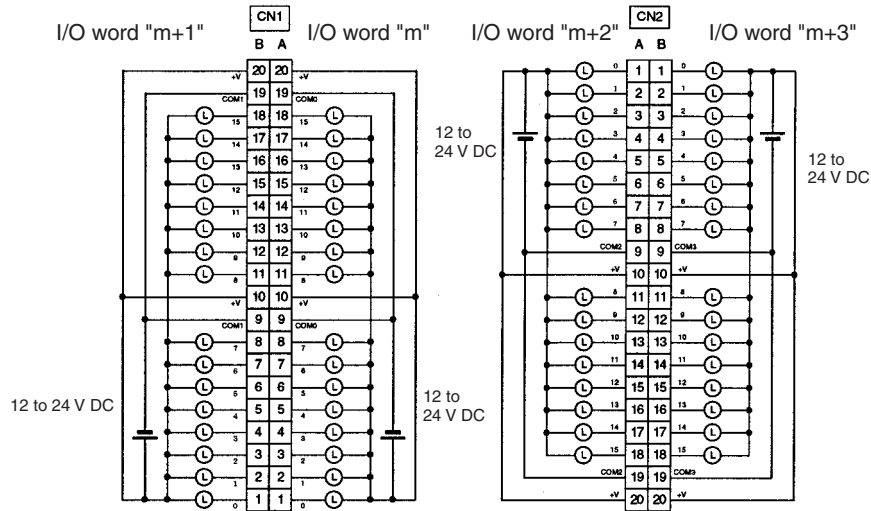 CN1
I/O word "m+1" I/O word "m"
B A
+V 20 20 +V
COM1 19 19 COM0
15 L 18 18 15 L
14 L 17 17 14 L
13 L 16 16 13 L
12 L 15 15 12 L
11 L 14 14 11 L
10 L 13 13 10 L
9 L 12 12 9 L
8 L 11 11 8 L
+V 10 10 +V
COM1 9 9 COM0
L 7 8 8 7 L
L 6 7 7 6 L
L 5 6 6 5 L
L 4 5 5 4 L
L 3 4 4 3 L
L 2 3 3 2 L
L 1 2 2 1 L
L 0 1 1 0 L
12 to 24 V DC
12 to
24 V DC
CN2
I/O word "m+2" I/O word "m+3"
A B
L 0 1 1 0 L
L 1 2 2 1 L
L 2 3 3 2 L
L 3 4 4 3 L
L 4 5 5 4 L
L 5 6 6 5 L
L 6 7 7 6 L
L 7 8 8 7 L
COM2 9 9 COM3
+V 10 10 +V
L 8 11 11 8 L
L 9 12 12 9 L
L 10 13 13 10 L
L 11 14 14 11 L
L 12 15 15 12 L
L 13 16 16 13 L
L 14 17 17 14 L
L 15 18 18 15 L
COM2 19 19 COM3
+V 20 20 +V
12 to
24 V DC
12 to
24 V DC